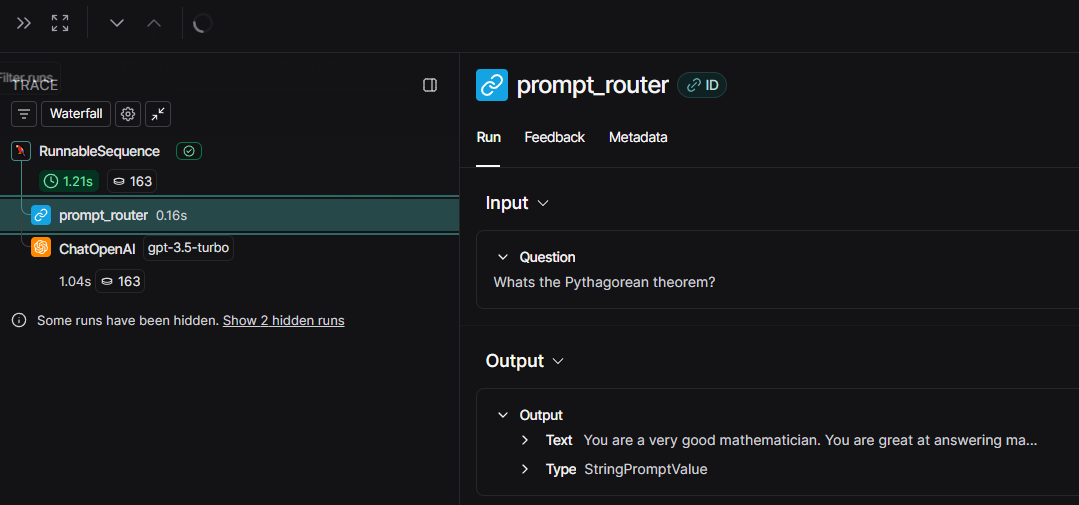 Filter runs
TRACE
Waterfall
RunnableSequence
1.21s 163
prompt_router 0.16s
ChatOpenAI gpt-3.5-turbo
1.04s 163
Some runs have been hidden. Show 2 hidden runs
prompt_router ID
Run Feedback Metadata
Input
Question
Whats the Pythagorean theorem?
Output
Output
Text You are a very good mathematician. You are great at answering ma...
Type StringPromptValue